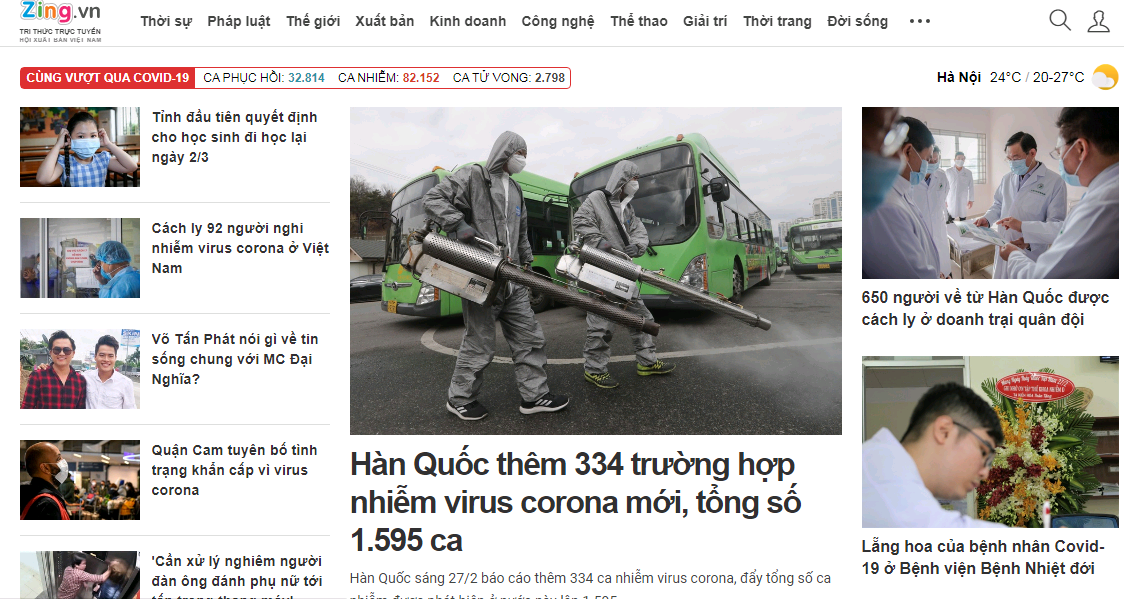 Zing.vn
TRI THỨC TRỰC TUYẾN
HỘI XUẤT BẢN VIỆT NAM
Thời sự Pháp luật Thế giới Xuất bản Kinh doanh Công nghệ Thể thao Giải trí Thời trang Đời sống
CÙNG VƯỢT QUA COVID-19 CA PHỤC HỒI: 32.814 CA NHIỄM: 82.152 CA TỬ VONG: 2.798
Hà Nội 24°C / 20-27°C
Tỉnh đầu tiên quyết định
cho học sinh đi học lại
ngày 2/3
Cách ly 92 người nghi
nhiễm virus corona ở Việt
Nam
Võ Tấn Phát nói gì về tin
sống chung với MC Đại
Nghĩa?
Quận Cam tuyên bố tình
trạng khẩn cấp vì virus
corona
'Cần xử lý nghiêm người
đàn ông đánh phụ nữ tới
Hàn Quốc thêm 334 trường hợp
nhiễm virus corona mới, tổng số
1.595 ca
Hàn Quốc sáng 27/2 báo cáo thêm 334 ca nhiễm virus corona, đẩy tổng số ca
650 người về từ Hàn Quốc được
cách ly ở doanh trại quân đội
Lẵng hoa của bệnh nhân Covid-
19 ở Bệnh viện Bệnh Nhiệt đới